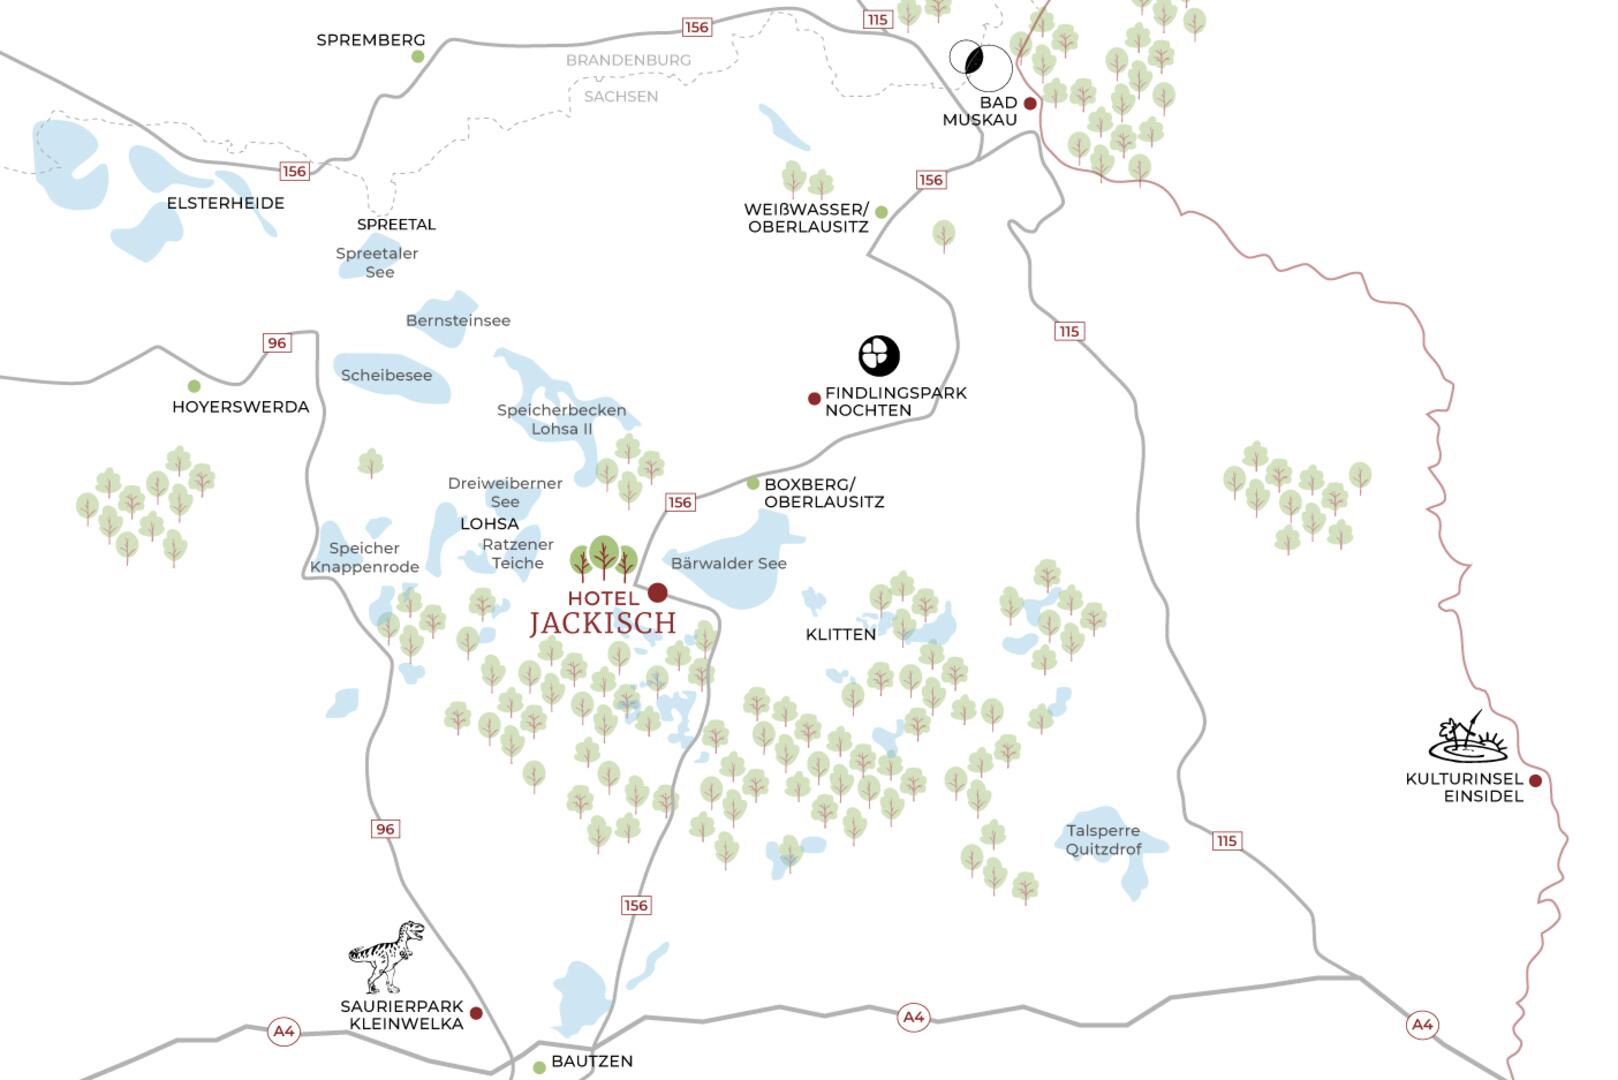 156
115
SPREMBERG
BRANDENBURG
SACHSEN
BAD
MUSKAU
156
156
ELSTERHEIDE
SPREETAL
WEIßWASSER/
OBERLAUSITZ
Spreetaler
See
Bernsteinsee
96
115
Scheibesee
HOYERSWERDA
FINDLINGSPARK
NOCHTEN
Speicherbecken
Lohsa II
Dreiweiberner
See
156
BOXBERG/
OBERLAUSITZ
LOHSA
Ratzener
Teiche
Speicher
Knappenrode
Bärwalder See
HOTEL
JACKISCH
KLITTEN
KULTURINSEL
EINSIDEL
96
Talsperre
Quitzdrof
115
156
SAURIERPARK
KLEINWELKA
A4
A4
A4
BAUTZEN